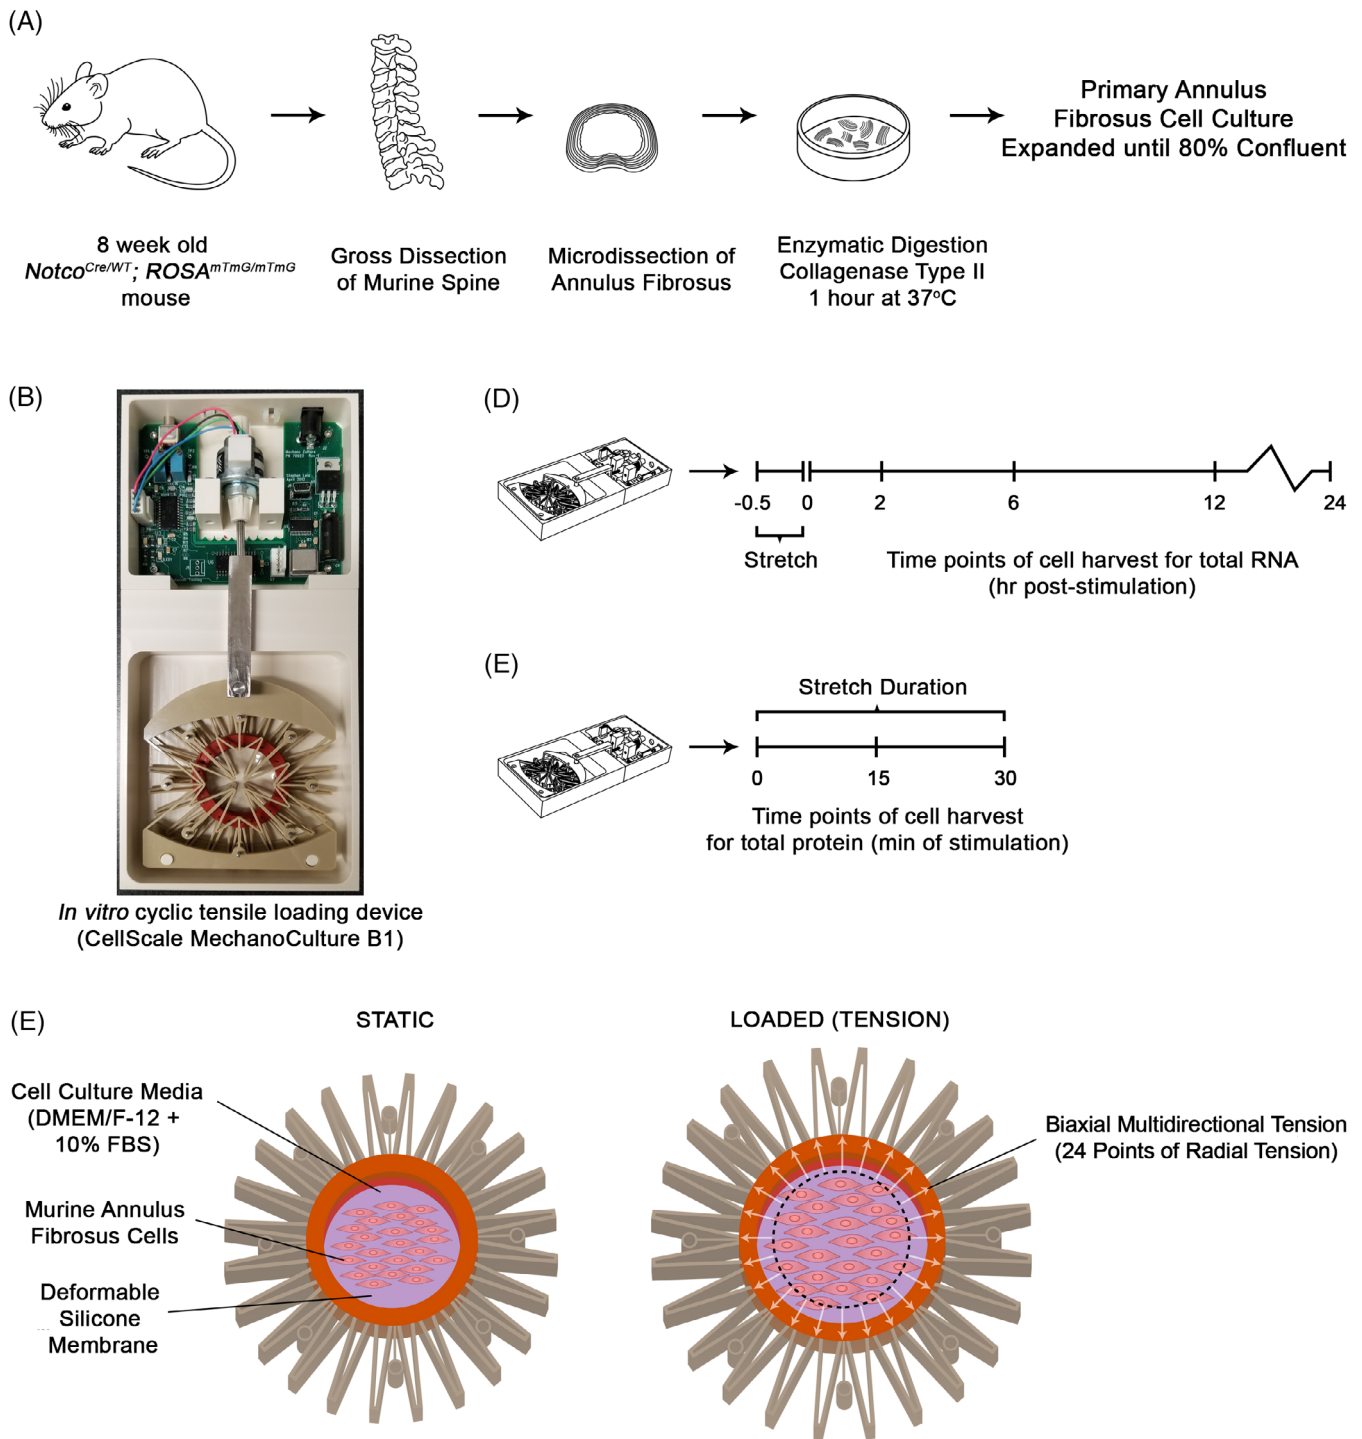 (A)
Primary Annulus
Fibrosus Cell Culture
Expanded until 80% Confluent
8 week old
Notco^Cre/WT; ROSA^mTmG/mTmG
mouse
Gross Dissection
of Murine Spine
Microdissection of
Annulus Fibrosus
Enzymatic Digestion
Collagenase Type II
1 hour at 37°C
(B)
In vitro cyclic tensile loading device
(CellScale MechanoCulture B1)
(D)
-0.5 0 2 6 12 24
Stretch
Time points of cell harvest for total RNA
(hr post-stimulation)
(E)
Stretch Duration
0 15 30
Time points of cell harvest
for total protein (min of stimulation)
(E)
STATIC
LOADED (TENSION)
Cell Culture Media
(DMEM/F-12 +
10% FBS)
Murine Annulus
Fibrosus Cells
Deformable
Silicone
Membrane
Biaxial Multidirectional Tension
(24 Points of Radial Tension)